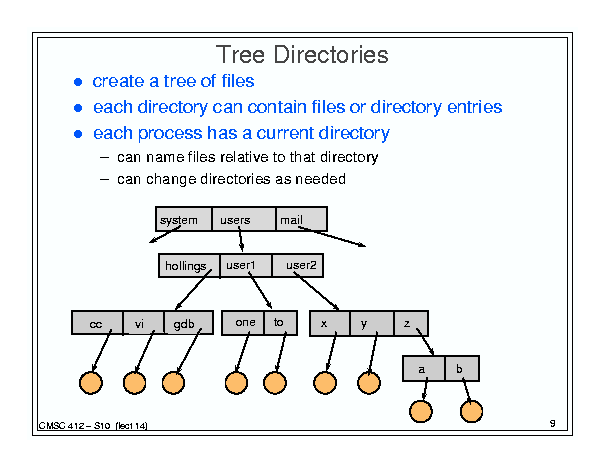 Tree Directories
create a tree of files
each directory can contain files or directory entries
each process has a current directory
– can name files relative to that directory
– can change directories as needed
system users mail
hollings user1 user2
cc vi gdb one to x y z
a b
CMSC 412 – S10 (lect 14)
9